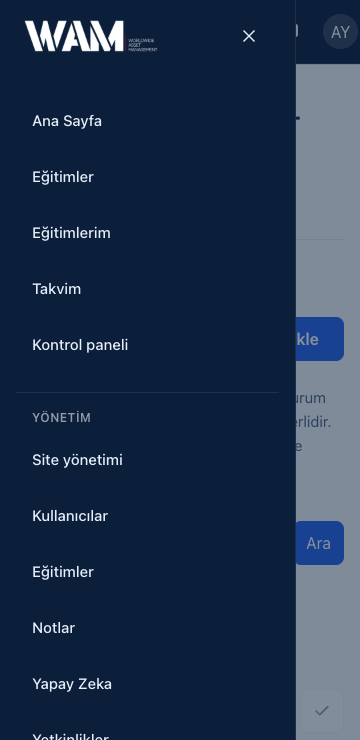 WAM
WORLDWIDE
ASSET
MANAGEMENT
AY
Ana Sayfa
Eğitimler
Eğitimlerim
Takvim
Kontrol paneli
kle
urum
erlidir.
e
YÖNETİM
Site yönetimi
Kullanıcılar
Ara
Eğitimler
Notlar
Yapay Zeka
Yetkinlikler